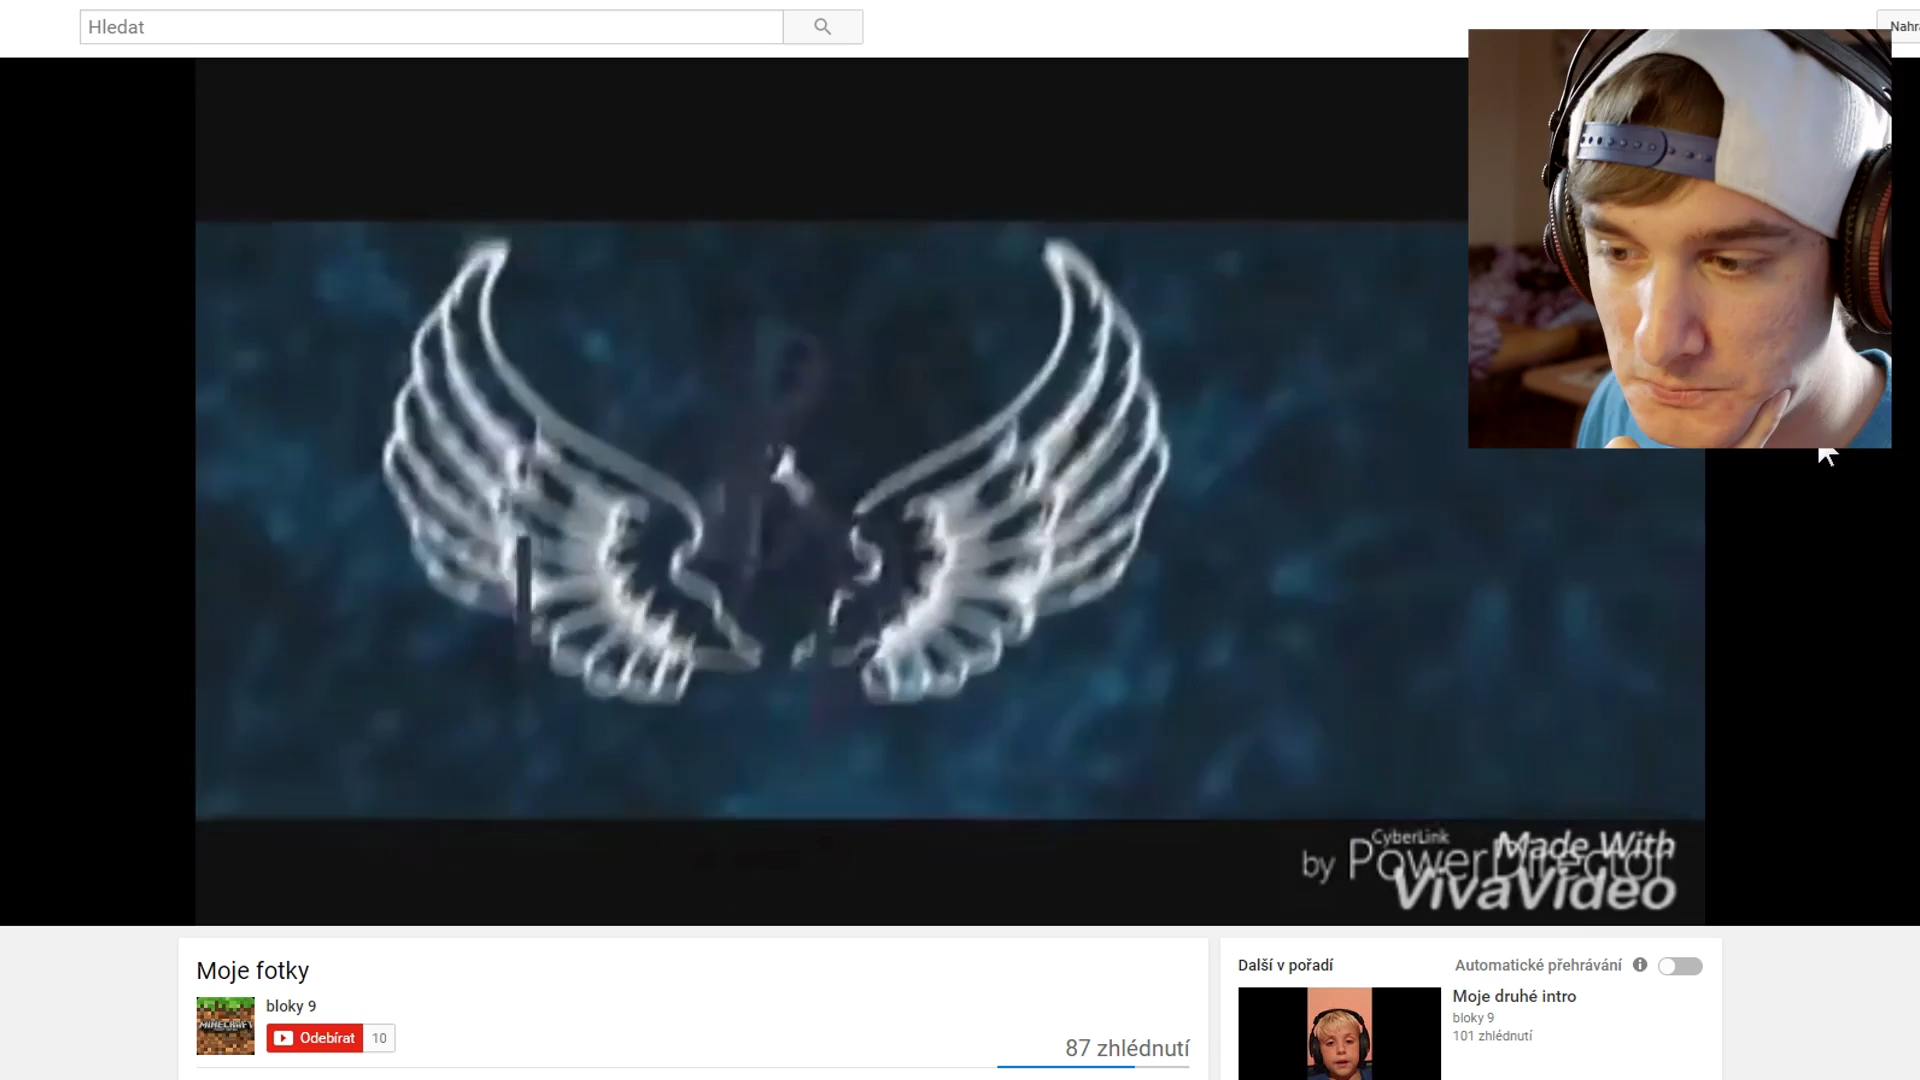 Hledat
Nahr
CyberLink
by PowerDirector
Made With
VivaVideo
Moje fotky
bloky 9
MINECRAFT
Odebírat 10
87 zhlédnutí
Další v pořadí
Automatické přehrávání
Moje druhé intro
bloky 9
101 zhlédnutí